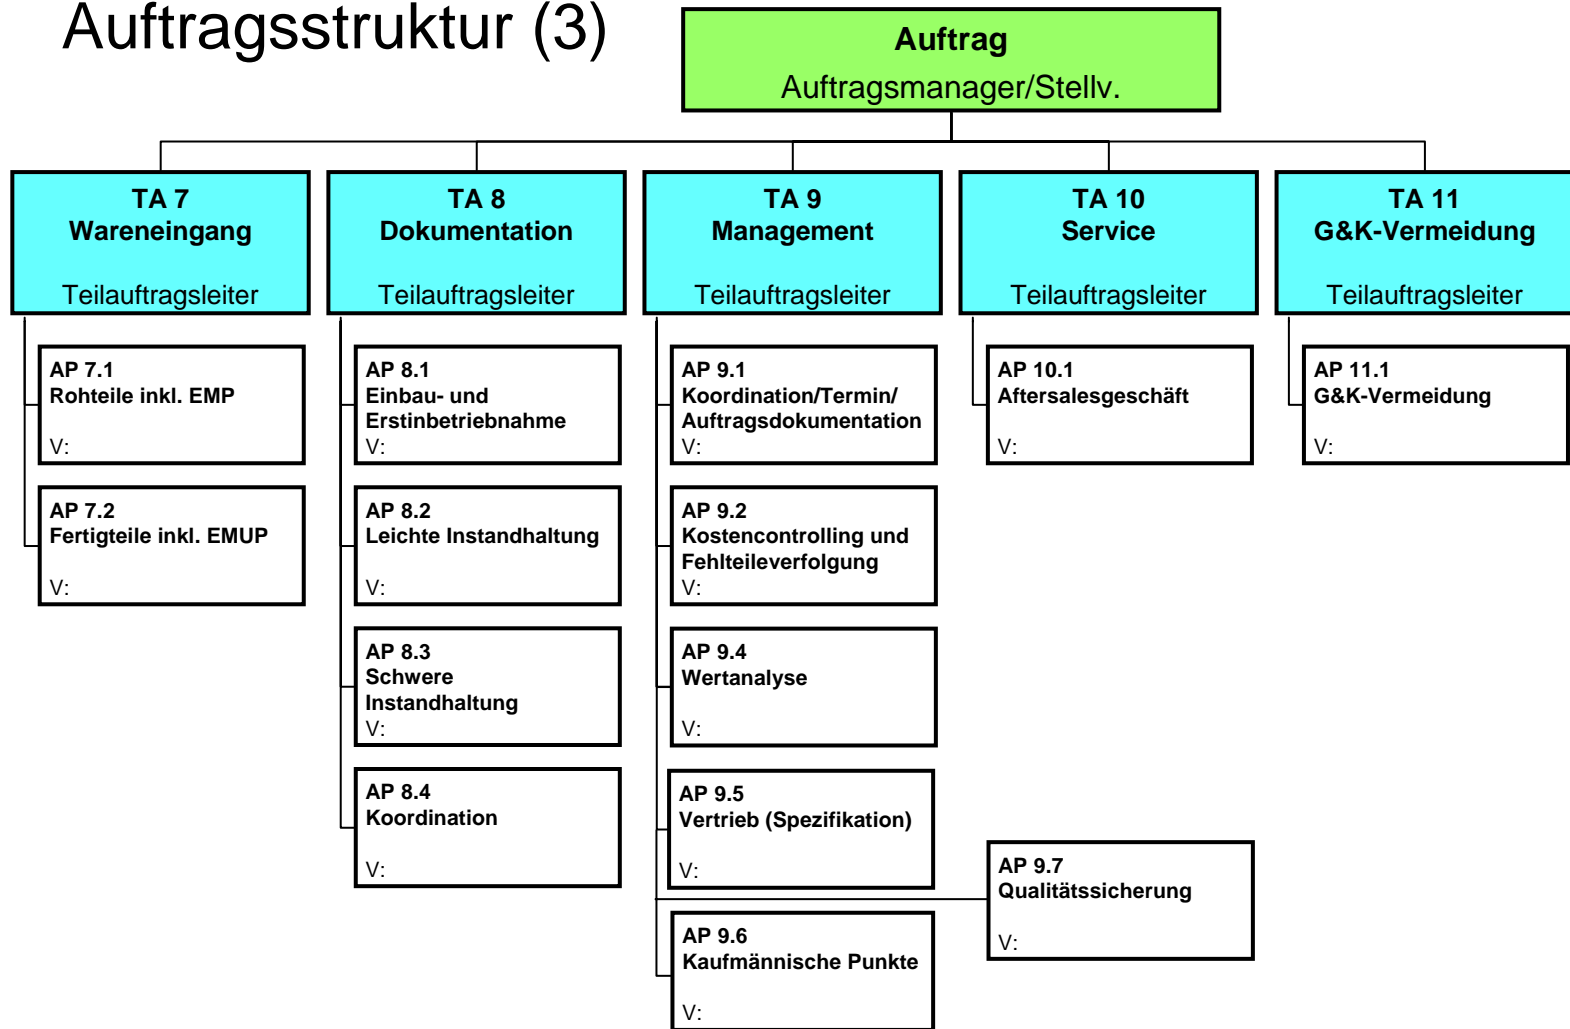 Auftragsstruktur (3)
Auftrag
Auftragsmanager/Stellv.
TA 7
Wareneingang
Teilauftragsleiter
TA 8
Dokumentation
Teilauftragsleiter
TA 9
Management
Teilauftragsleiter
TA 10
Service
Teilauftragsleiter
TA 11
G&K-Vermeidung
Teilauftragsleiter
AP 7.1
Rohteile inkl. EMP
V:
AP 7.2
Fertigteile inkl. EMUP
V:
AP 8.1
Einbau- und
Erstinbetriebnahme
V:
AP 8.2
Leichte Instandhaltung
V:
AP 8.3
Schwere
Instandhaltung
V:
AP 8.4
Koordination
V:
AP 9.1
Koordination/Termin/
Auftragsdokumentation
V:
AP 9.2
Kostencontrolling und
Fehlteileverfolgung
V:
AP 9.4
Wertanalyse
V:
AP 9.5
Vertrieb (Spezifikation)
V:
AP 9.6
Kaufmännische Punkte
V:
AP 9.7
Qualitätssicherung
V:
AP 10.1
Aftersalesgeschäft
V:
AP 11.1
G&K-Vermeidung
V: